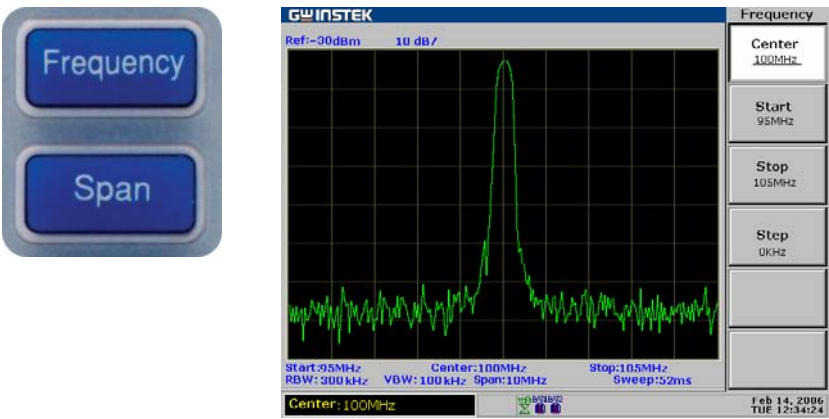 Frequency
Span
GWINSTEK
Ref:-30dBm 10 dB/
Frequency
Center
100MHz
Start
95MHz
Stop
105MHz
Step
0KHz
Start:95MHz Center:100MHz Stop:105MHz
RBW:300kHz VBW:100kHz Span:10MHz Sweep:52ms
Center:100MHz
Feb 14, 2006
TUE 12:34:24